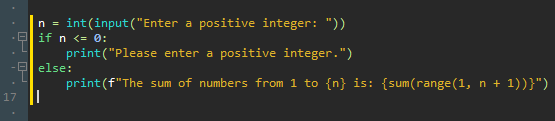 n = int(input("Enter a positive integer: "))
if n <= 0:
    print("Please enter a positive integer.")
else:
    print(f"The sum of numbers from 1 to {n} is: {sum(range(1, n + 1))}")
17